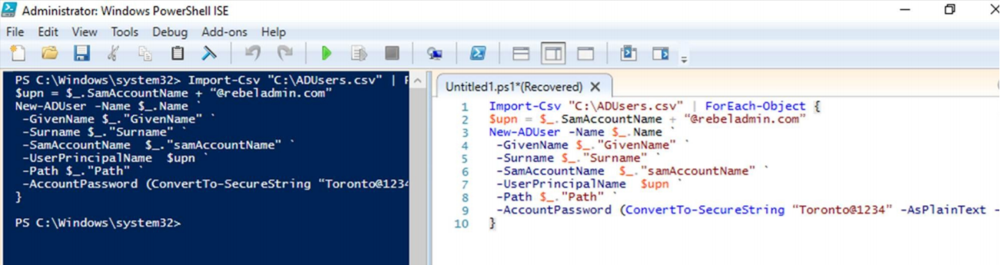 Administrator: Windows PowerShell ISE
File Edit View Tools Debug Add-ons Help
PS C:\Windows\system32> Import-Csv "C:\ADUsers.csv" |
$upn = $_.SamAccountName + “@rebeladmin.com”
New-ADUser -Name $_.Name `
-GivenName $_."GivenName" `
-Surname $_."Surname" `
-SamAccountName  $_."samAccountName" `
-UserPrincipalName  $upn `
-Path $_."Path" `
-AccountPassword (ConvertTo-SecureString “Toronto@1234
}
PS C:\Windows\system32>
Untitled1.ps1*(Recovered) X
1 Import-Csv "C:\ADUsers.csv" | ForEach-Object {
2 $upn = $_.SamAccountName + “@rebeladmin.com”
3 New-ADUser -Name $_.Name `
4 -GivenName $_."GivenName" `
5 -Surname $_."Surname" `
6 -SamAccountName  $_."samAccountName" `
7 -UserPrincipalName  $upn `
8 -Path $_."Path" `
9 -AccountPassword (ConvertTo-SecureString “Toronto@1234" -AsPlainText -
10 }